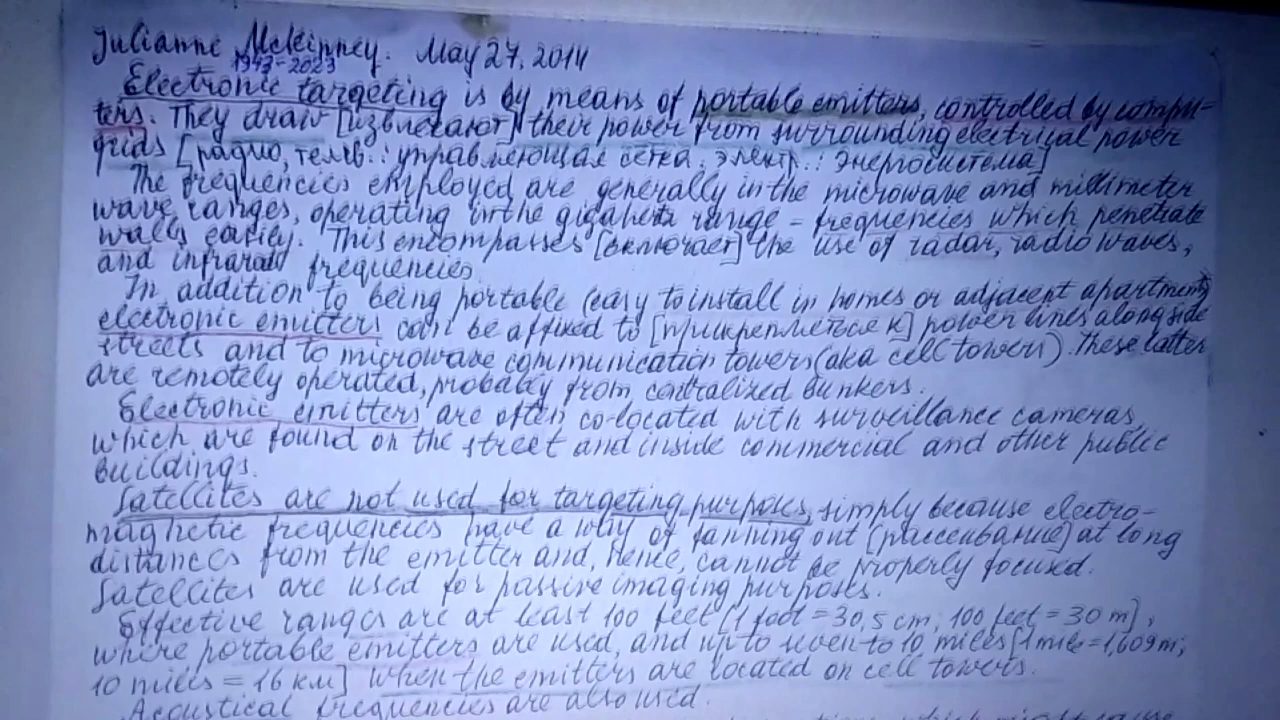 Julianne McKinney. May 27, 2014
1943-2023
Electronic targeting is by means of portable emitters, controlled by compu-
ters. They draw [извлекают] their power from surrounding electrical power
grids [радио, телев.: управляющая сетка; электр.: энергосистема]
The frequencies employed are generally in the microwave and millimeter
wave ranges, operating in the gigahertz range - frequencies which penetrate
walls easily. This encompasses [включает] the use of radar, radio waves,
and infrared frequencies.
In addition to being portable (easy to install in homes or adjacent apartments
electronic emitters can be affixed to [прикрепляется к] power lines alongside
streets and to microwave communication towers (aka cell towers). These latter
are remotely operated, probably from centralized bunkers.
Electronic emitters are often co-located with surveillance cameras,
which are found on the street and inside commercial and other public
buildings.
Satellites are not used for targeting purposes, simply because electro-
magnetic frequencies have a way of fanning out [рассеивание] at long
distances from the emitter and, hence, cannot be properly focused.
Satellites are used for passive imaging purposes.
Effective ranges are at least 100 feet [1 foot = 30,5 cm; 100 feet = 30 m],
where portable emitters are used, and up to seven to 10 miles [1 mile = 1,609 m;
10 miles = 16 км] when the emitters are located on cell towers.
Acoustical frequencies are also used.